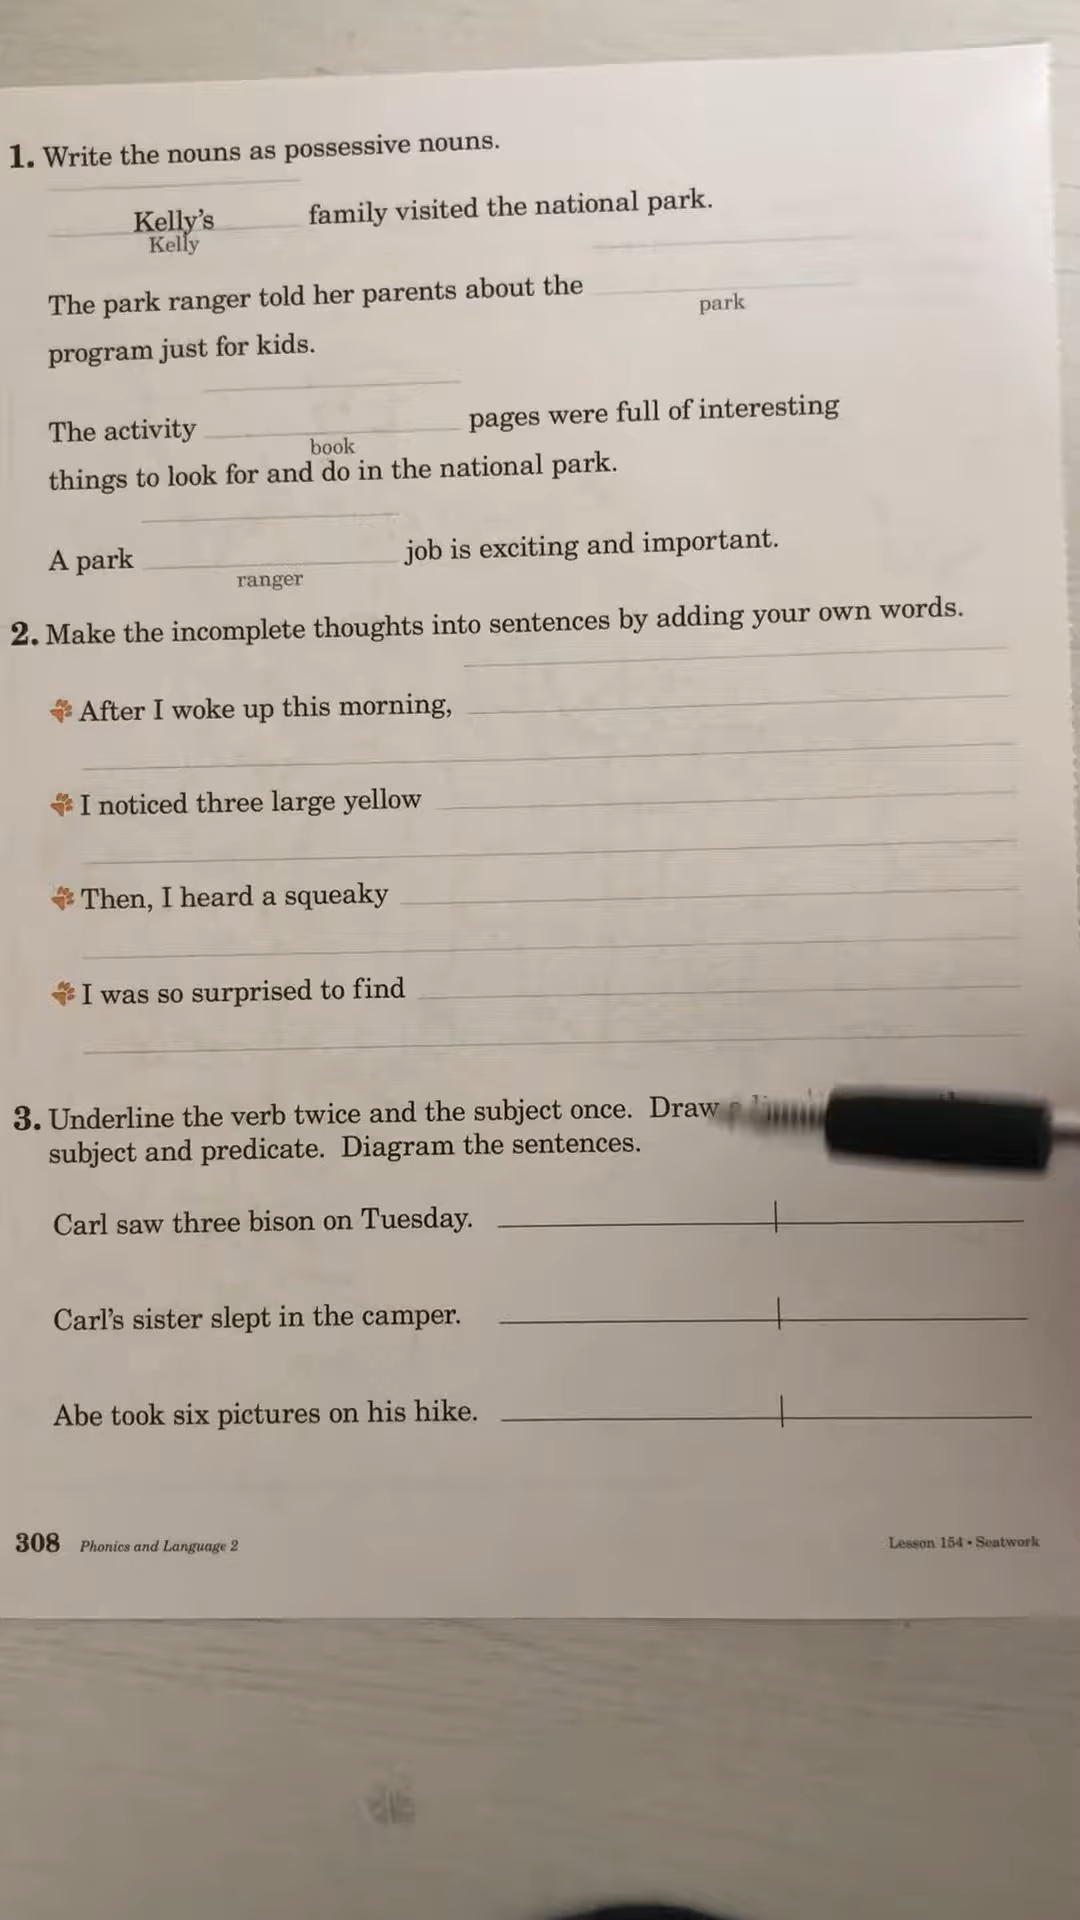 1. Write the nouns as possessive nouns.
Kelly's family visited the national park.
Kelly
The park ranger told her parents about the
park
program just for kids.
The activity pages were full of interesting
book
things to look for and do in the national park.
A park job is exciting and important.
ranger
2. Make the incomplete thoughts into sentences by adding your own words.
After I woke up this morning,
I noticed three large yellow
Then, I heard a squeaky
I was so surprised to find
3. Underline the verb twice and the subject once. Draw
subject and predicate. Diagram the sentences.
Carl saw three bison on Tuesday.
Carl's sister slept in the camper.
Abe took six pictures on his hike.
308 Phonics and Language 2 Lesson 154 • Seatwork